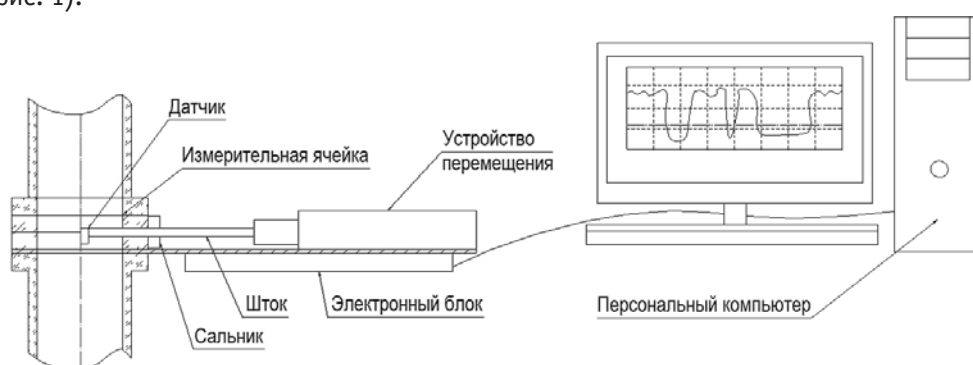 рис. 1).
Датчик
Измерительная ячейка
Устройство
перемещения
Шток
Электронный блок
Сальник
Персональный компьютер